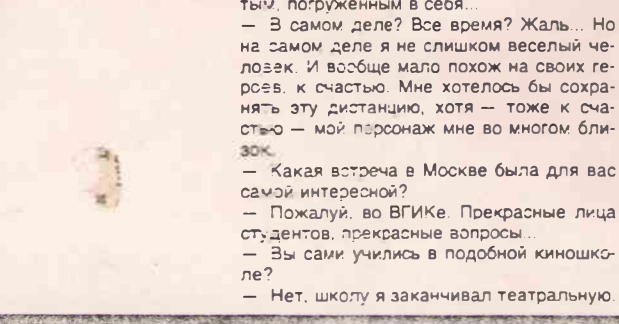 тым, погруженным в себя...
— В самом деле? Все время? Жаль... Но
на самом деле я не слишком веселый че-
ловек. И вообще мало похож на своих ге-
роев, к счастью. Мне хотелось бы сохра-
нять эту дистанцию, хотя — тоже к сча-
стью — мой персонаж мне во многом бли-
зок.
— Какая встреча в Москве была для вас
самой интересной?
— Пожалуй, во ВГИКе. Прекрасные лица
студентов, прекрасные вопросы...
— Вы сами учились в подобной киношко-
ле?
— Нет, школу я заканчивал театральную.